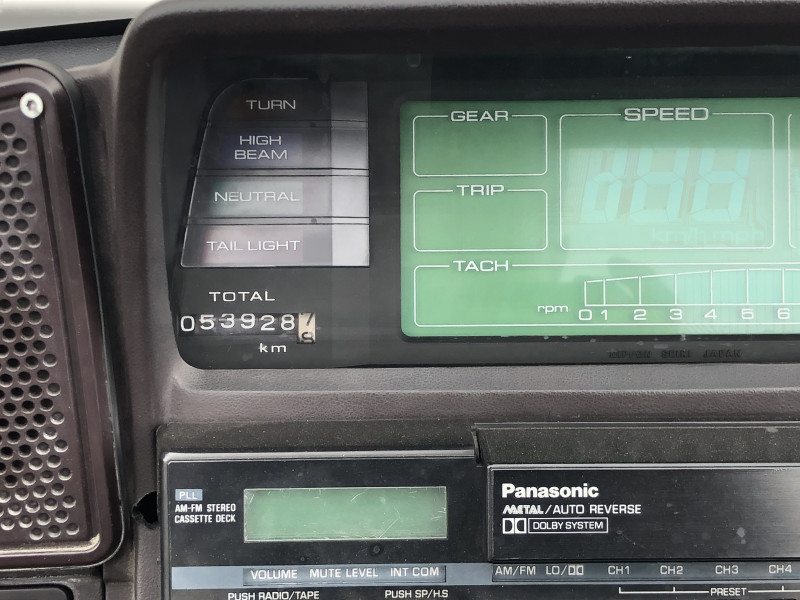 TURN
HIGH
BEAM
NEUTRAL
TAIL LIGHT
TOTAL
053928
km
GEAR
SPEED
TRIP
TACH
rpm
0 1 2 3 4 5 6
PLL
AM-FM STEREO
CASSETTE DECK
Panasonic
METAL/AUTO REVERSE
DOLBY SYSTEM
VOLUME MUTE LEVEL INT COM
AM/FM LO/DD CH1 CH2 CH3 CH4
PUSH RADIO/TAPE PUSH SP/H.S
PRESET